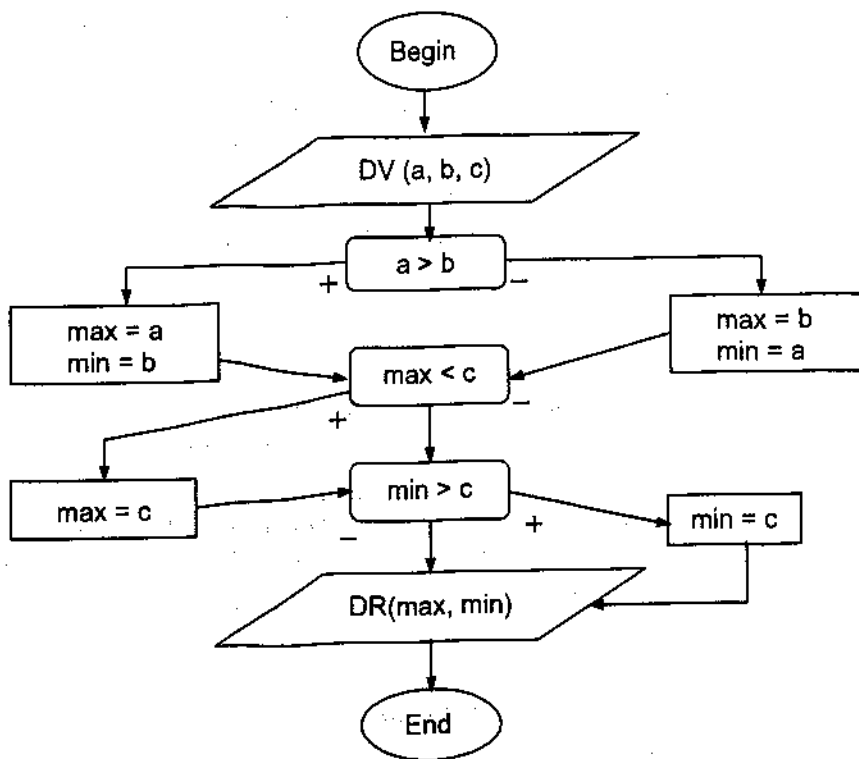 Begin
DV (a, b, c)
a > b
+
−
max = a
min = b
max = b
min = a
max < c
+
−
max = c
min > c
min = c
−
+
DR(max, min)
End